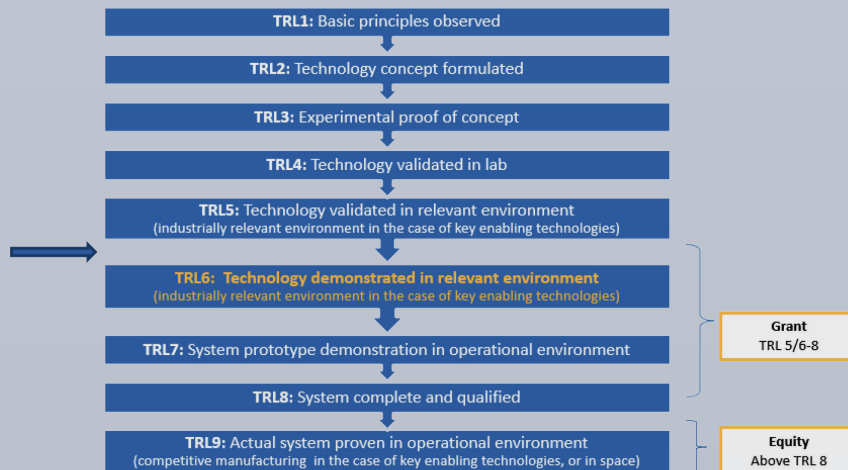 TRL1: Basic principles observed
TRL2: Technology concept formulated
TRL3: Experimental proof of concept
TRL4: Technology validated in lab
TRL5: Technology validated in relevant environment
(industrially relevant environment in the case of key enabling technologies)
TRL6: Technology demonstrated in relevant environment
(industrially relevant environment in the case of key enabling technologies)
TRL7: System prototype demonstration in operational environment
TRL8: System complete and qualified
TRL9: Actual system proven in operational environment
(competitive manufacturing in the case of key enabling technologies, or in space)
Grant
TRL 5/6-8
Equity
Above TRL 8